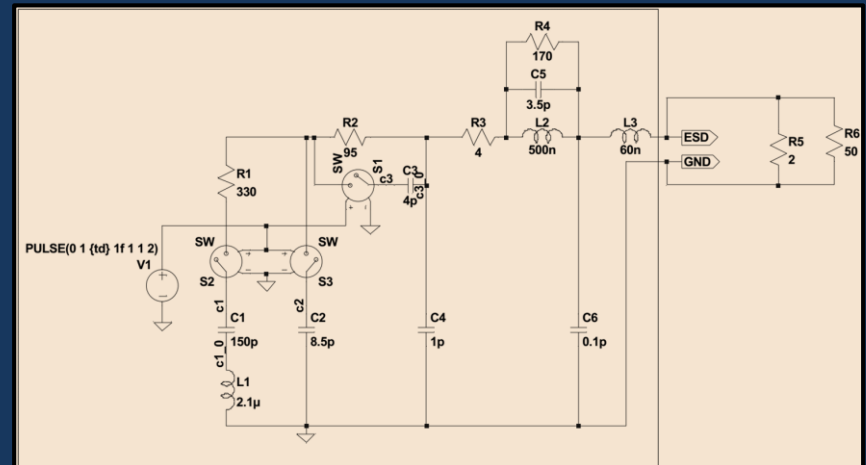 R4
170
C5
3.5p
R2
95
R3
4
L2
500n
L3
60n
ESD
GND
R5
2
R6
50
SW
S1
c3
C3
4p
c3_0
R1
330
SW
S2
SW
S3
PULSE(0 1 {td} 1f 1 1 2)
V1
c1
C1
150p
c1_0
L1
2.1µ
c2
C2
8.5p
C4
1p
C6
0.1p